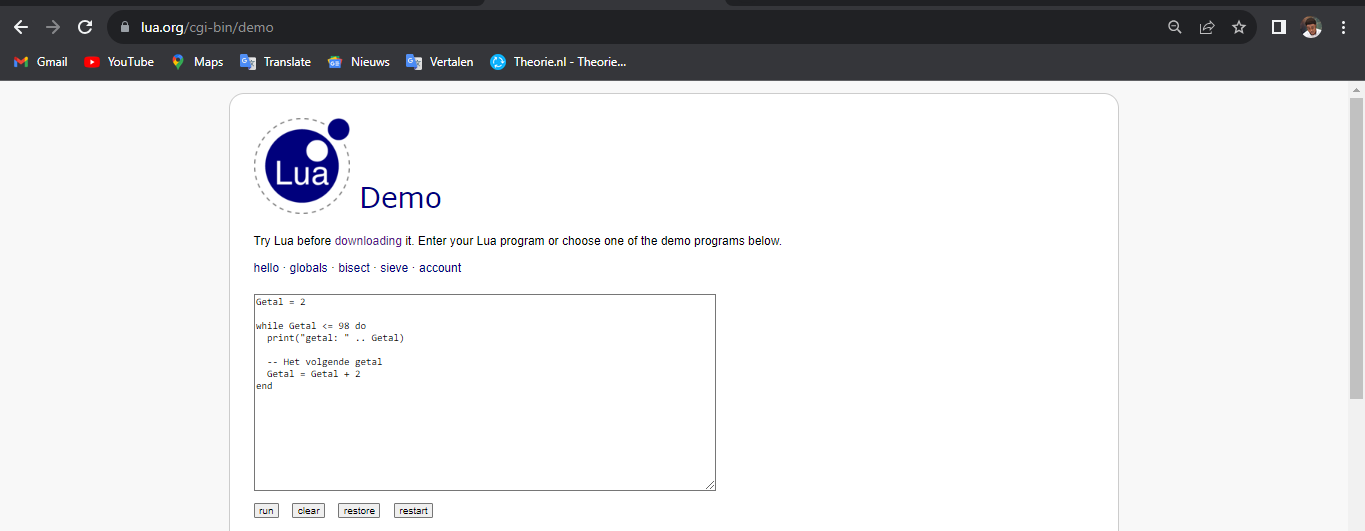 lua.org/cgi-bin/demo
Gmail YouTube Maps Translate Nieuws Vertalen Theorie.nl - Theorie...
Lua
Demo
Try Lua before downloading it. Enter your Lua program or choose one of the demo programs below.
hello · globals · bisect · sieve · account
Getal = 2
while Getal <= 98 do
  print("getal: " .. Getal)
  -- Het volgende getal
  Getal = Getal + 2
end
run clear restore restart